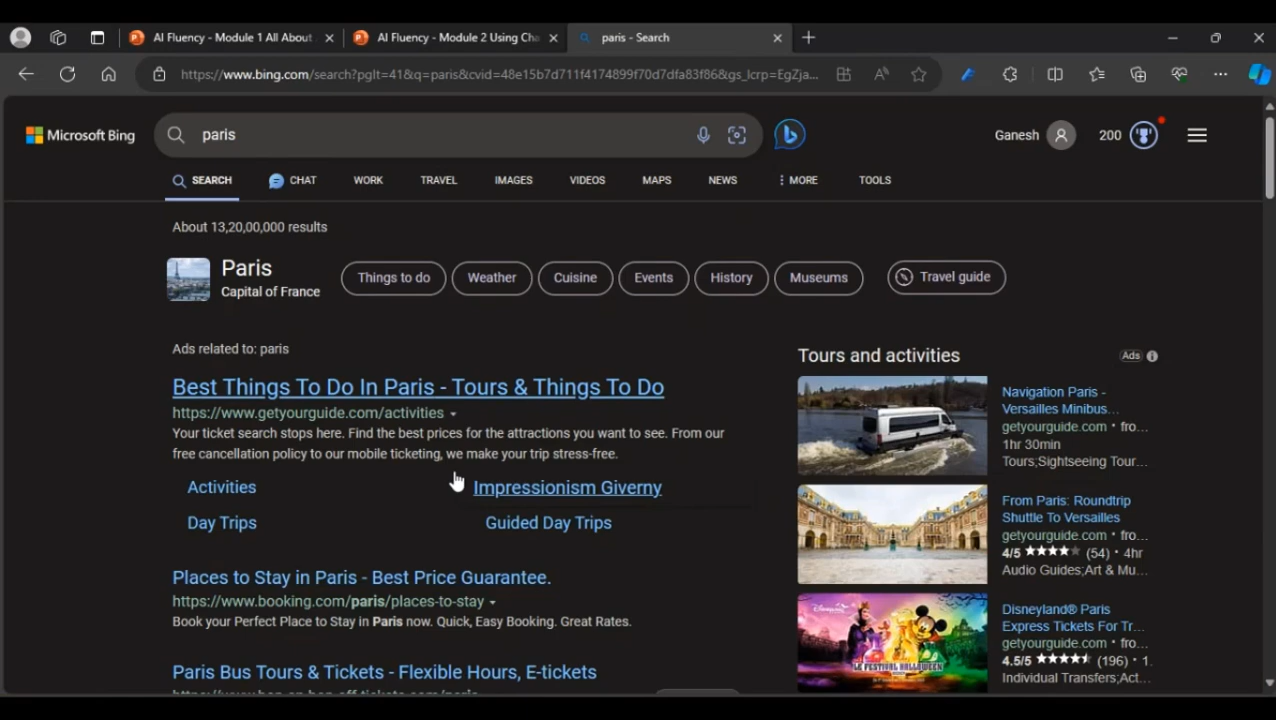 AI Fluency - Module 1 All About
AI Fluency - Module 2 Using Cha
paris - Search
https://www.bing.com/search?pglt=41&q=paris&cvid=48e15b7d711f4174899f70d7dfa83f86&gs_lcrp=EgZja...
Microsoft Bing
paris
Ganesh
200
SEARCH
CHAT
WORK
TRAVEL
IMAGES
VIDEOS
MAPS
NEWS
MORE
TOOLS
About 13,20,00,000 results
Paris
Capital of France
Things to do
Weather
Cuisine
Events
History
Museums
Travel guide
Ads related to: paris
Best Things To Do In Paris - Tours & Things To Do
https://www.getyourguide.com/activities
Your ticket search stops here. Find the best prices for the attractions you want to see. From our
free cancellation policy to our mobile ticketing, we make your trip stress-free.
Activities
Impressionism Giverny
Day Trips
Guided Day Trips
Places to Stay in Paris - Best Price Guarantee.
https://www.booking.com/paris/places-to-stay
Book your Perfect Place to Stay in Paris now. Quick, Easy Booking. Great Rates.
Paris Bus Tours & Tickets - Flexible Hours, E-tickets
Tours and activities
Ads
Navigation Paris -
Versailles Minibus...
getyourguide.com • fro...
1hr 30min
Tours;Sightseeing Tour...
From Paris: Roundtrip
Shuttle To Versailles
getyourguide.com • fro...
4/5 ★★★★★ (54) • 4hr
Audio Guides;Art & Mu...
Disneyland® Paris
Express Tickets For Tr...
getyourguide.com • fro...
4.5/5 ★★★★★ (196) • 1.
Individual Transfers;Act...
Disneyland
LE FESTIVAL HALLOWEEN